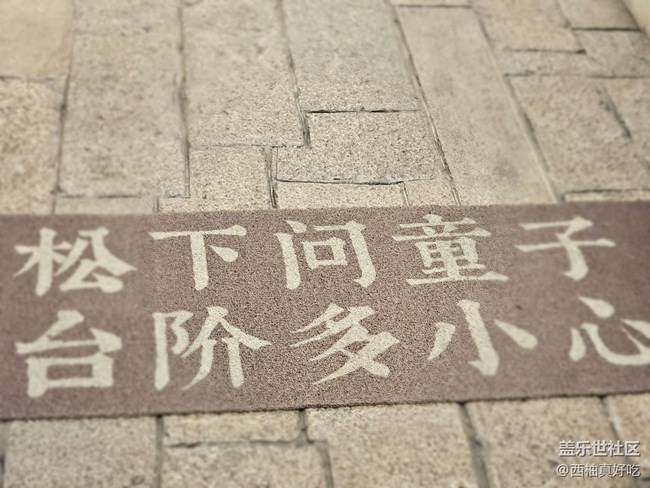 松下问童子
台阶多小心
盖乐世社区
@西柚真好吃